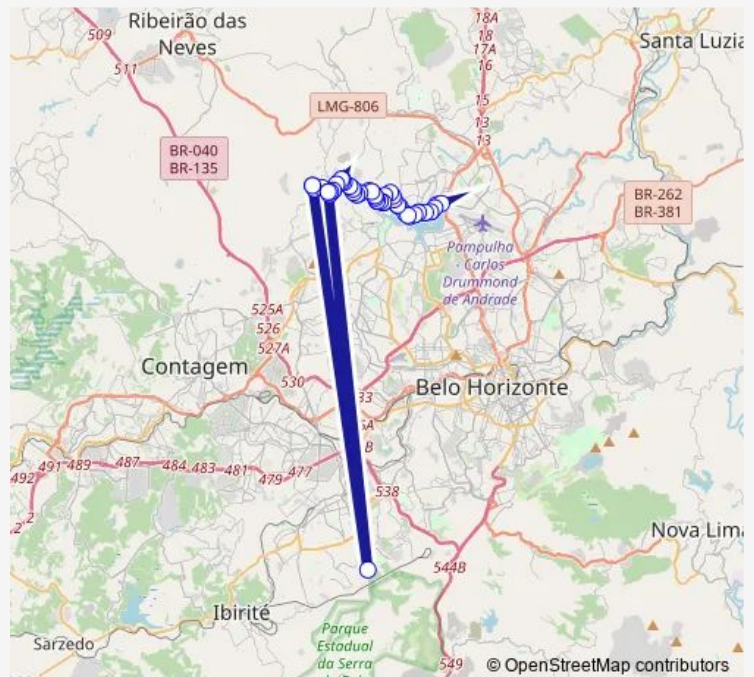 18A
18
17A
16
Ribeirão das
Neves
509
511
Santa Luzia
LMG-806
15
13
13
13
BR-040
BR-135
BR-262
BR-381
Pampulha
- Carlos
Drummond
de Andrade
525A
526
527A
Contagem
530
Belo Horizonte
492
491
489
487
484
483
481
479
477
538
Nova Lima
544B
Ibirité
Sarzedo
Parque
Estadual
da Serra
549
© OpenStreetMap contributors